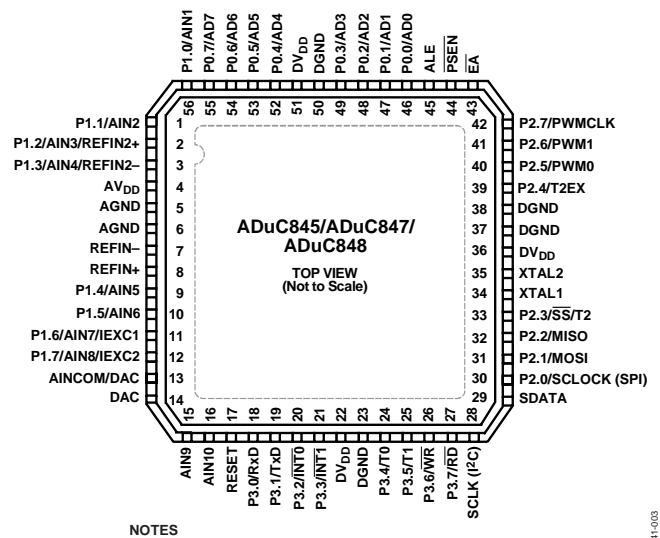 P1.0/AIN1
P0.7/AD7
P0.6/AD6
P0.5/AD5
P0.4/AD4
DVDD
DGND
P0.3/AD3
P0.2/AD2
P0.1/AD1
P0.0/AD0
ALE
PSEN
EA
56 55 54 53 52 51 50 49 48 47 46 45 44 43
P1.1/AIN2 1
P1.2/AIN3/REFIN2+ 2
P1.3/AIN4/REFIN2– 3
AVDD 4
AGND 5
AGND 6
REFIN– 7
REFIN+ 8
P1.4/AIN5 9
P1.5/AIN6 10
P1.6/AIN7/IEXC1 11
P1.7/AIN8/IEXC2 12
AINCOM/DAC 13
DAC 14
ADuC845/ADuC847/
ADuC848
TOP VIEW
(Not to Scale)
42 P2.7/PWMCLK
41 P2.6/PWM1
40 P2.5/PWM0
39 P2.4/T2EX
38 DGND
37 DGND
36 DVDD
35 XTAL2
34 XTAL1
33 P2.3/SS/T2
32 P2.2/MISO
31 P2.1/MOSI
30 P2.0/SCLOCK (SPI)
29 SDATA
15 16 17 18 19 20 21 22 23 24 25 26 27 28
AIN9
AIN10
RESET
P3.0/RxD
P3.1/TxD
P3.2/INT0
P3.3/INT1
DVDD
DGND
P3.4/T0
P3.5/T1
P3.6/WR
P3.7/RD
SCLK (I2C)
NOTES
41-003